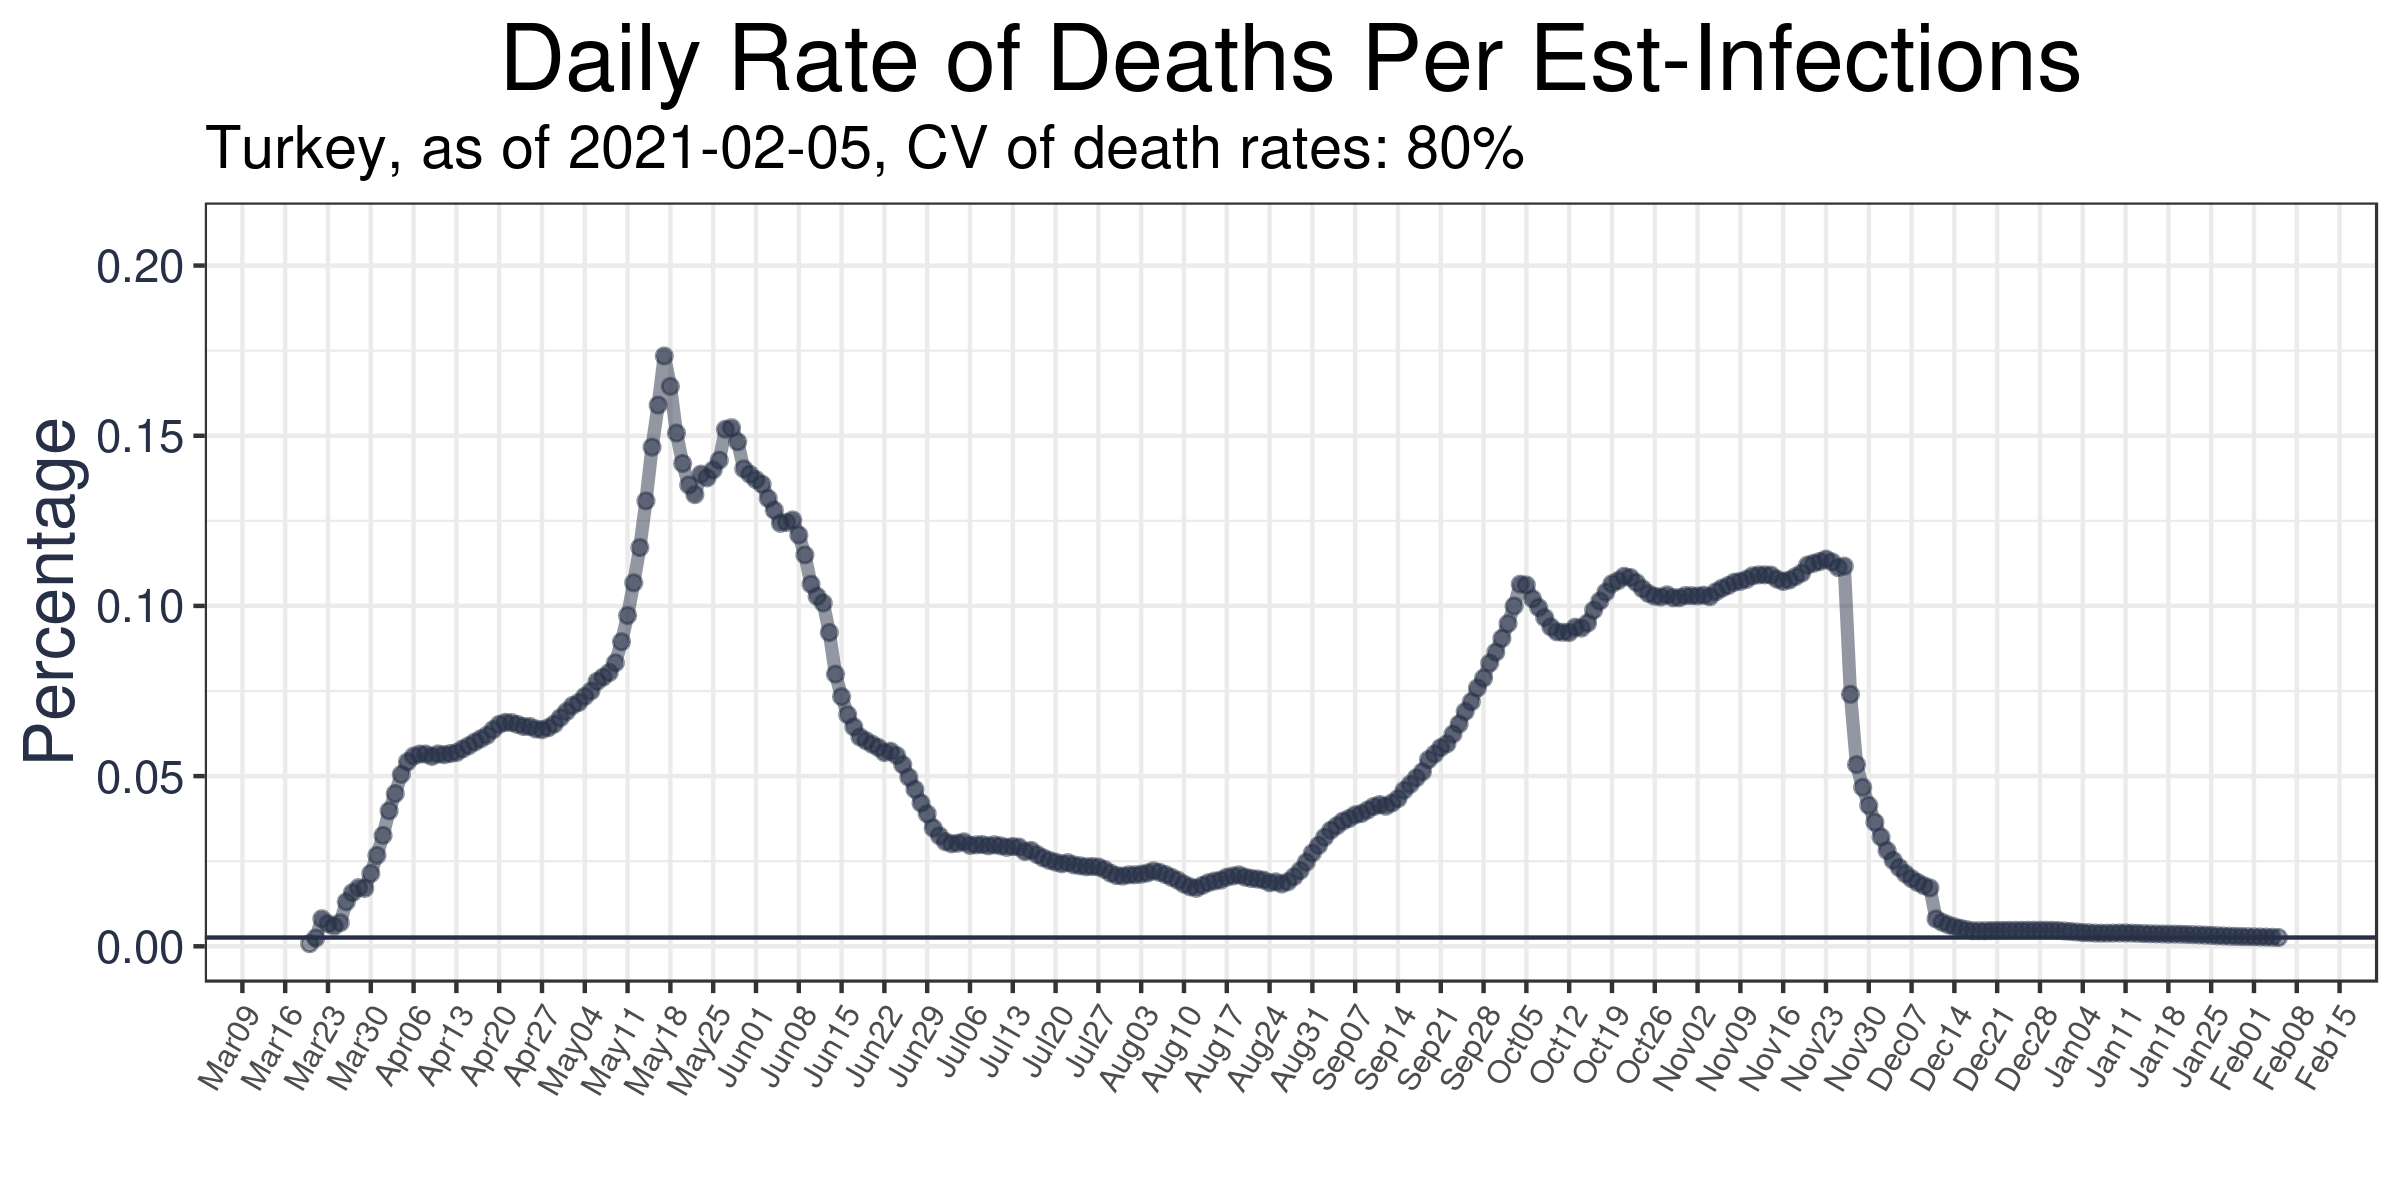 Daily Rate of Deaths Per Est-Infections
Turkey, as of 2021-02-05, CV of death rates: 80%
Percentage
0.20
0.15
0.10
0.05
0.00
Mar09
Mar16
Mar23
Mar30
Apr06
Apr13
Apr20
Apr27
May04
May11
May18
May25
Jun01
Jun08
Jun15
Jun22
Jun29
Jul06
Jul13
Jul20
Jul27
Aug03
Aug10
Aug17
Aug24
Aug31
Sep07
Sep14
Sep21
Sep28
Oct05
Oct12
Oct19
Oct26
Nov02
Nov09
Nov16
Nov23
Nov30
Dec07
Dec14
Dec21
Dec28
Jan04
Jan11
Jan18
Jan25
Feb01
Feb08
Feb15